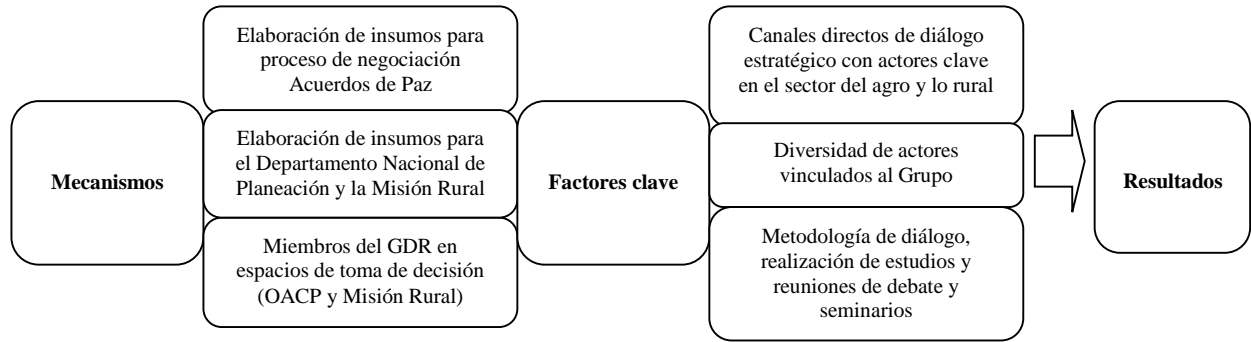 Mecanismos
Elaboración de insumos para
proceso de negociación
Acuerdos de Paz
Elaboración de insumos para
el Departamento Nacional de
Planeación y la Misión Rural
Miembros del GDR en
espacios de toma de decisión
(OACP y Misión Rural)
Factores clave
Canales directos de diálogo
estratégico con actores clave
en el sector del agro y lo rural
Diversidad de actores
vinculados al Grupo
Metodología de diálogo,
realización de estudios y
reuniones de debate y
seminarios
Resultados